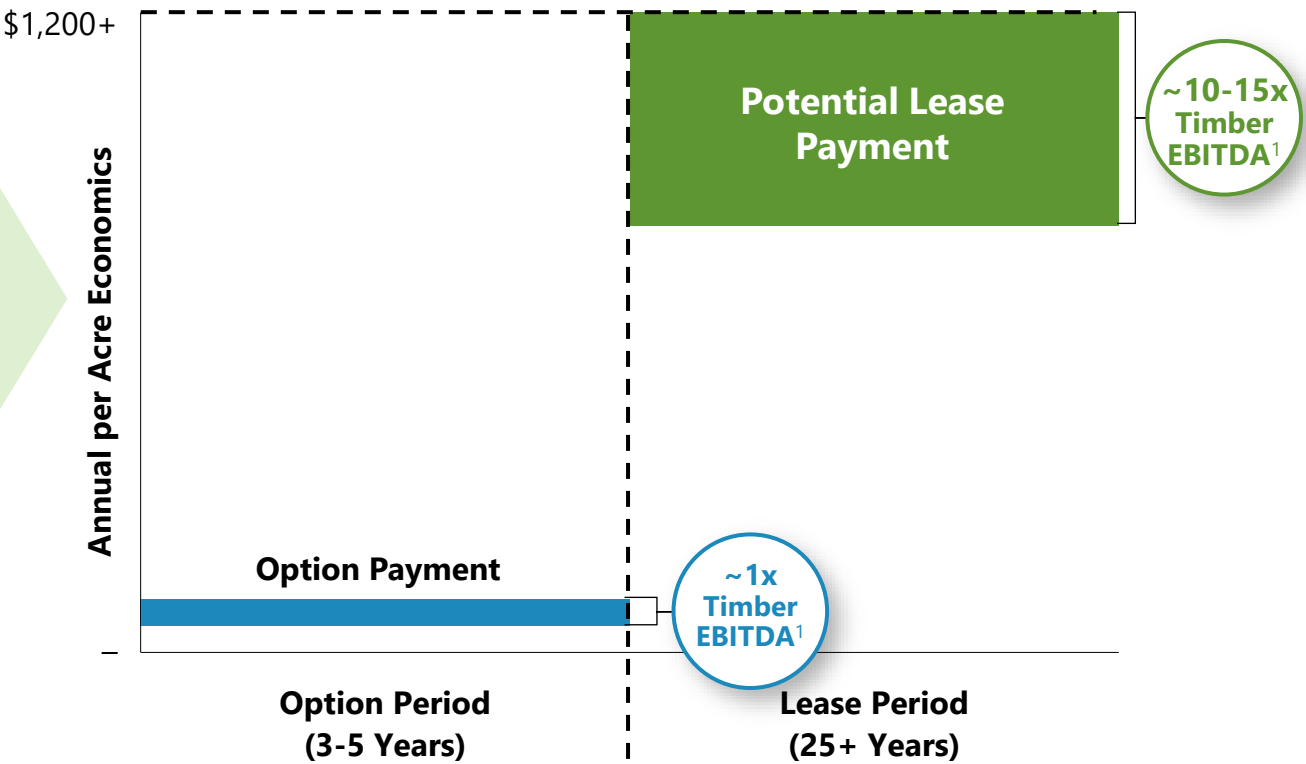 $1,200+
Annual per Acre Economics
Potential Lease
Payment
~10-15x
Timber
EBITDA¹
Option Payment
~1x
Timber
EBITDA¹
–
Option Period
(3-5 Years)
Lease Period
(25+ Years)